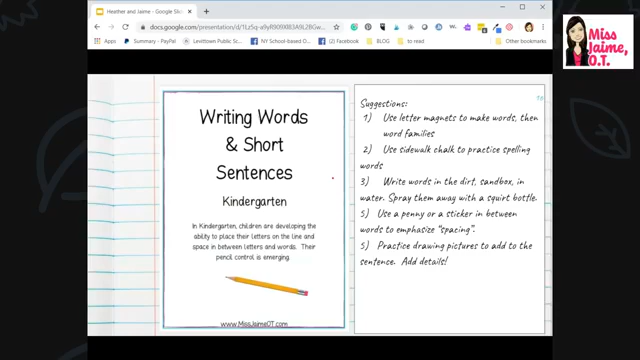 Heather and Jaime - Google Slides
docs.google.com/presentation/d/1Lz5q-a9yR909XI83A9L2BGw...
Apps
Summary - PayPal
Levittown Public Sc
NY School-based O
(2) Facebook
BLOG
to read
Other bookmarks
Miss
Jaime,
O.T.
Writing Words
& Short
Sentences
Kindergarten
In Kindergarten, children are developing the
ability to place their letters on the line and
space in between letters and words. Their
pencil control is emerging.
www.MissJaimeOT.com
Suggestions:
1) Use letter magnets to make words, then
word families
2) Use sidewalk chalk to practice spelling
words
3) Write words in the dirt, sandbox, in
water. Spray them away with a squirt bottle.
5) Use a penny or a sticker in between
words to emphasize "spacing".
5) Practice drawing pictures to add to the
sentence. Add details!